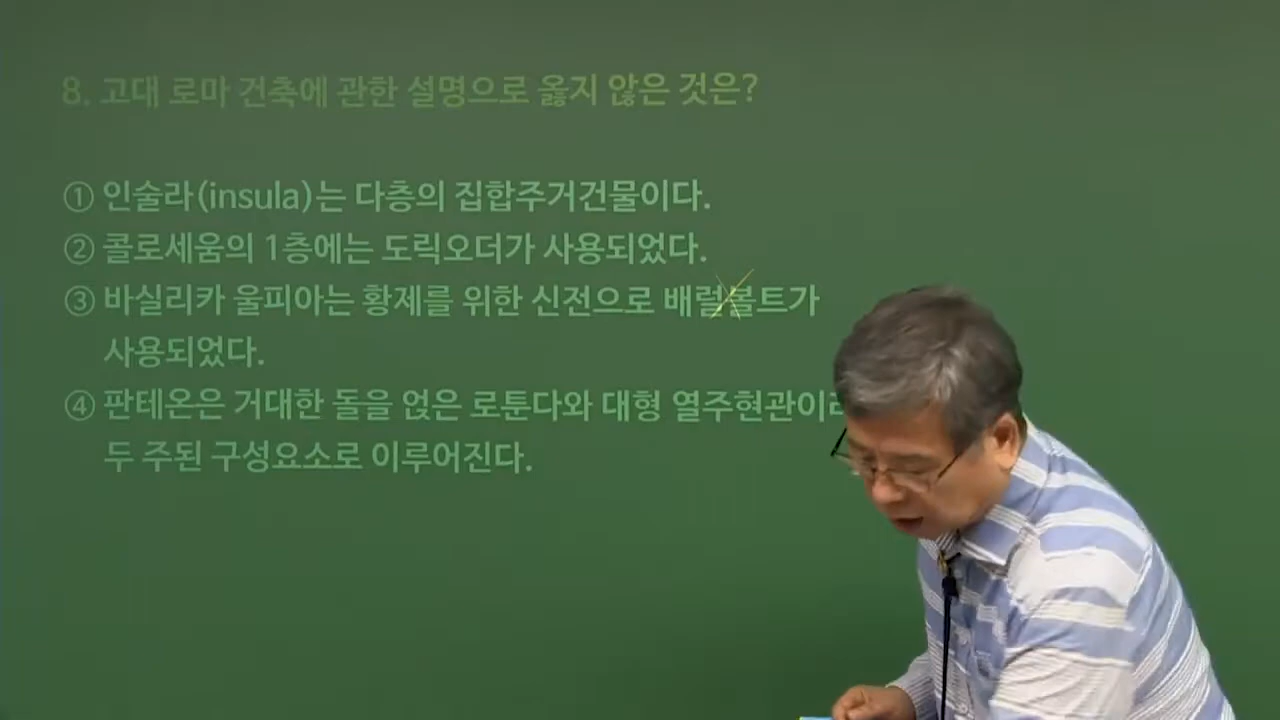 8. 고대 로마 건축에 관한 설명으로 옳지 않은 것은?
① 인술라(insula)는 다층의 집합주거건물이다.
② 콜로세움의 1층에는 도릭오더가 사용되었다.
③ 바실리카 울피아는 황제를 위한 신전으로 배럴볼트가
사용되었다.
④ 판테온은 거대한 돔을 얹은 로툰다와 대형
두 주된 구성요소로 이루어진다.